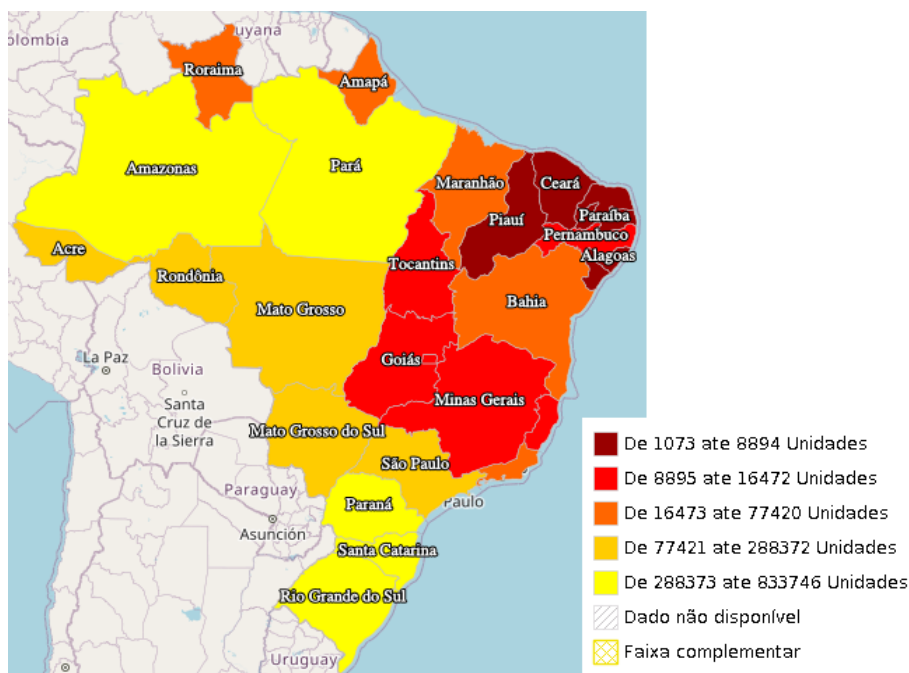 uyana
olombia
Roraima
Amapá
Amazonas
Pará
Maranhão
Ceará
Piauí
Paraíba
Pernambuco
Alagoas
Acre
Rondônia
Tocantins
Mato Grosso
Bahia
La Paz
Bolivia
Goiás
Santa
Cruz de
la Sierra
Minas Gerais
Mato Grosso do Sul
São Paulo
Paulo
Paraguay
Paraná
Asunción
Santa Catarina
Rio Grande do Sul
Uruguay
De 1073 ate 8894 Unidades
De 8895 ate 16472 Unidades
De 16473 ate 77420 Unidades
De 77421 ate 288372 Unidades
De 288373 ate 833746 Unidades
Dado não disponível
Faixa complementar